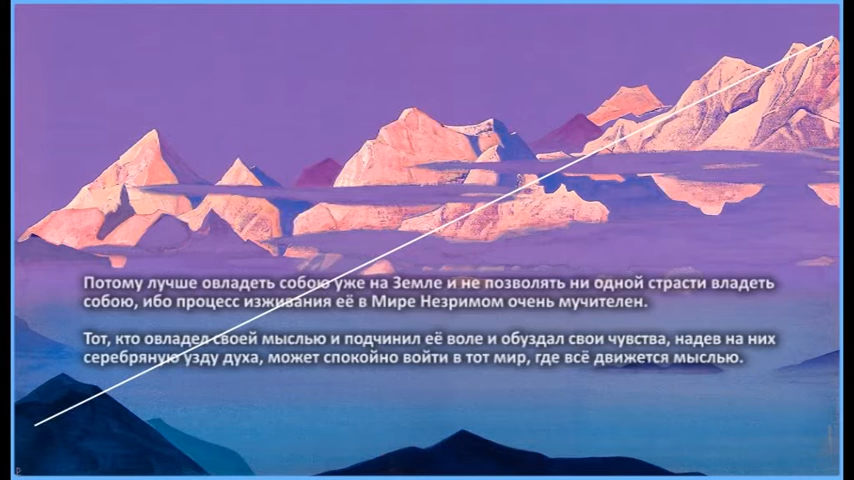 Потому лучше овладеть собою уже на Земле и не позволять ни одной страсти владеть
собою, ибо процесс изживания её в Мире Незримом очень мучителен.
Тот, кто овладел своей мыслью и подчинил её воле и обуздал свои чувства, надев на них
серебряную узду духа, может спокойно войти в тот мир, где всё движется мыслью.